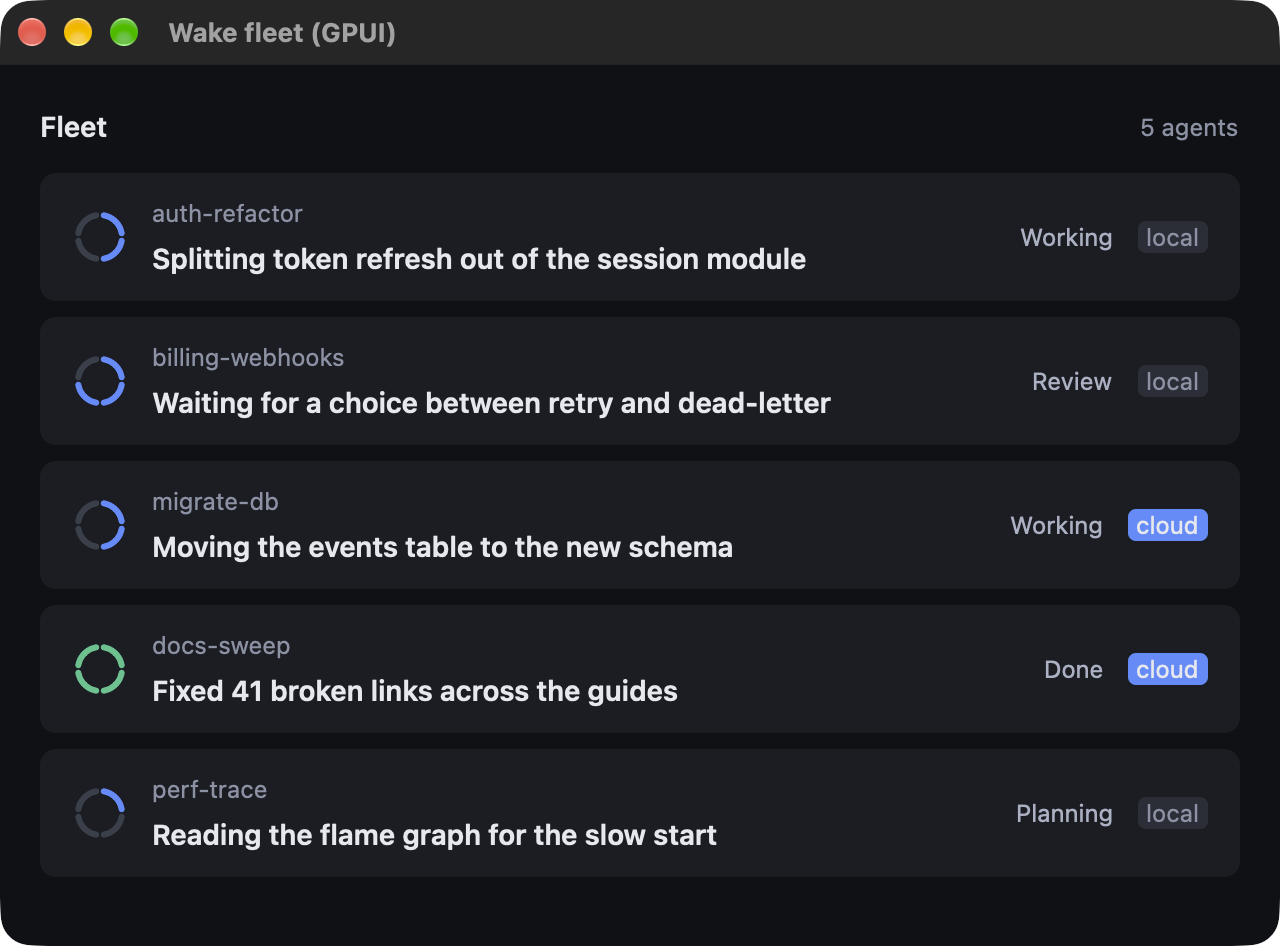 Wake fleet (GPUI)
Fleet
5 agents
auth-refactor
Splitting token refresh out of the session module
Working
local
billing-webhooks
Waiting for a choice between retry and dead-letter
Review
local
migrate-db
Moving the events table to the new schema
Working
cloud
docs-sweep
Fixed 41 broken links across the guides
Done
cloud
perf-trace
Reading the flame graph for the slow start
Planning
local